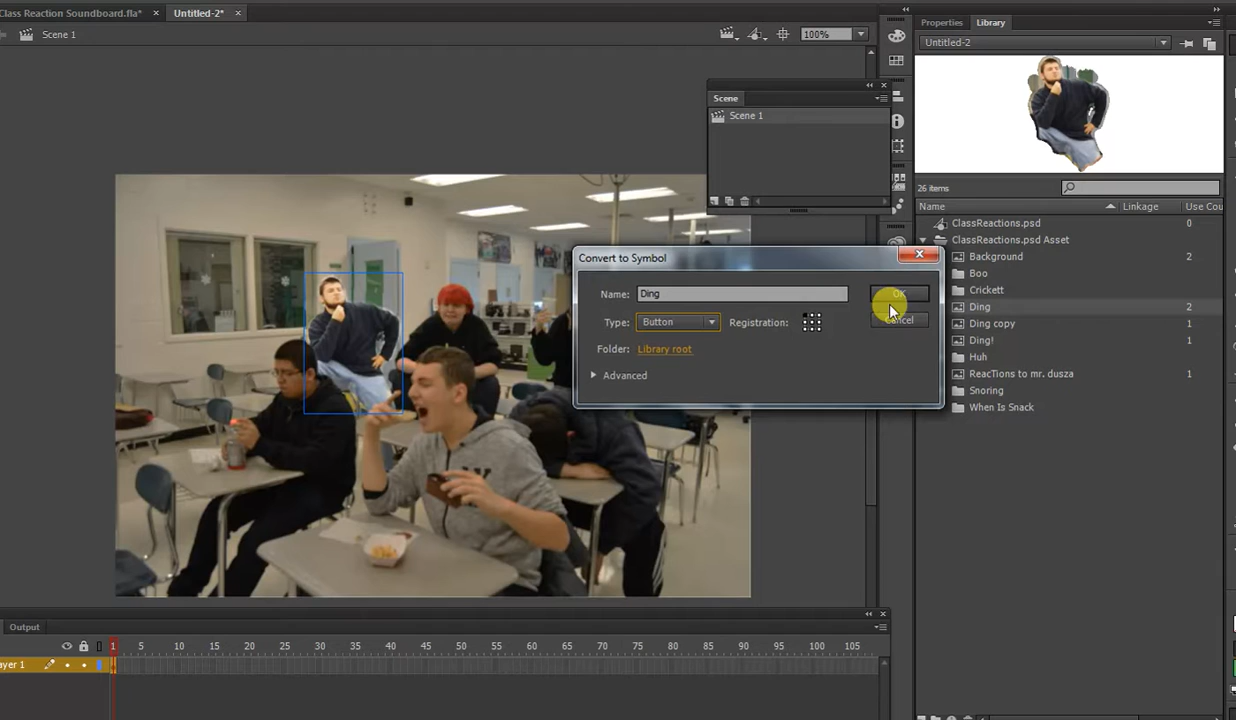 Class Reaction Soundboard.fla*
Untitled-2*
Scene 1
100%
Properties
Library
Untitled-2
26 items
Name
Linkage
Use Cou
ClassReactions.psd
0
ClassReactions.psd Asset
Background
2
Boo
Crickett
Ding
2
Ding copy
1
Ding!
1
Huh
ReacTions to mr. dusza
1
Snoring
When Is Snack
Scene
Scene 1
Convert to Symbol
Name:
Ding
OK
Type:
Button
Registration:
Cancel
Folder:
Library root
Advanced
Output
1 5 10 15 20 25 30 35 40 45 50 55 60 65 70 75 80 85 90 95 100 105
ayer 1